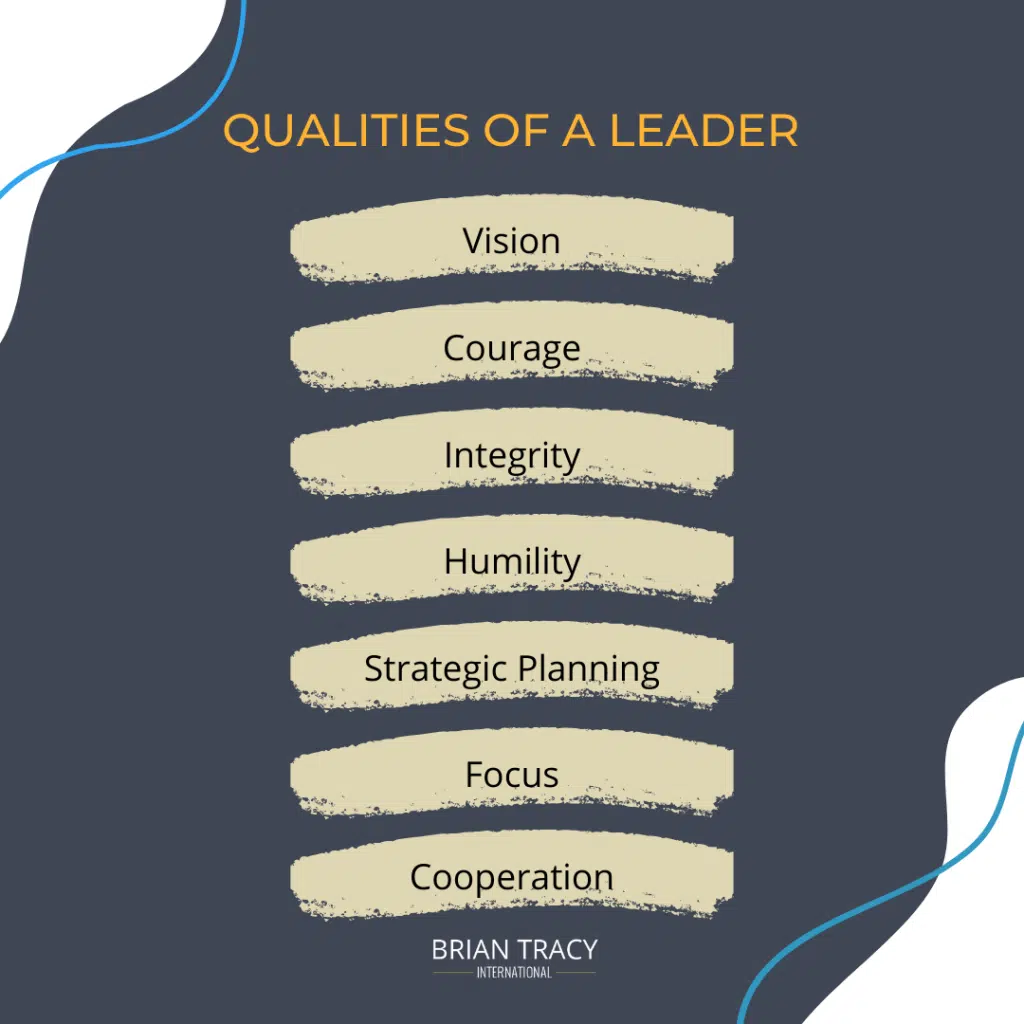 QUALITIES OF A LEADER
Vision
Courage
Integrity
Humility
Strategic Planning
Focus
Cooperation
BRIAN TRACY
INTERNATIONAL